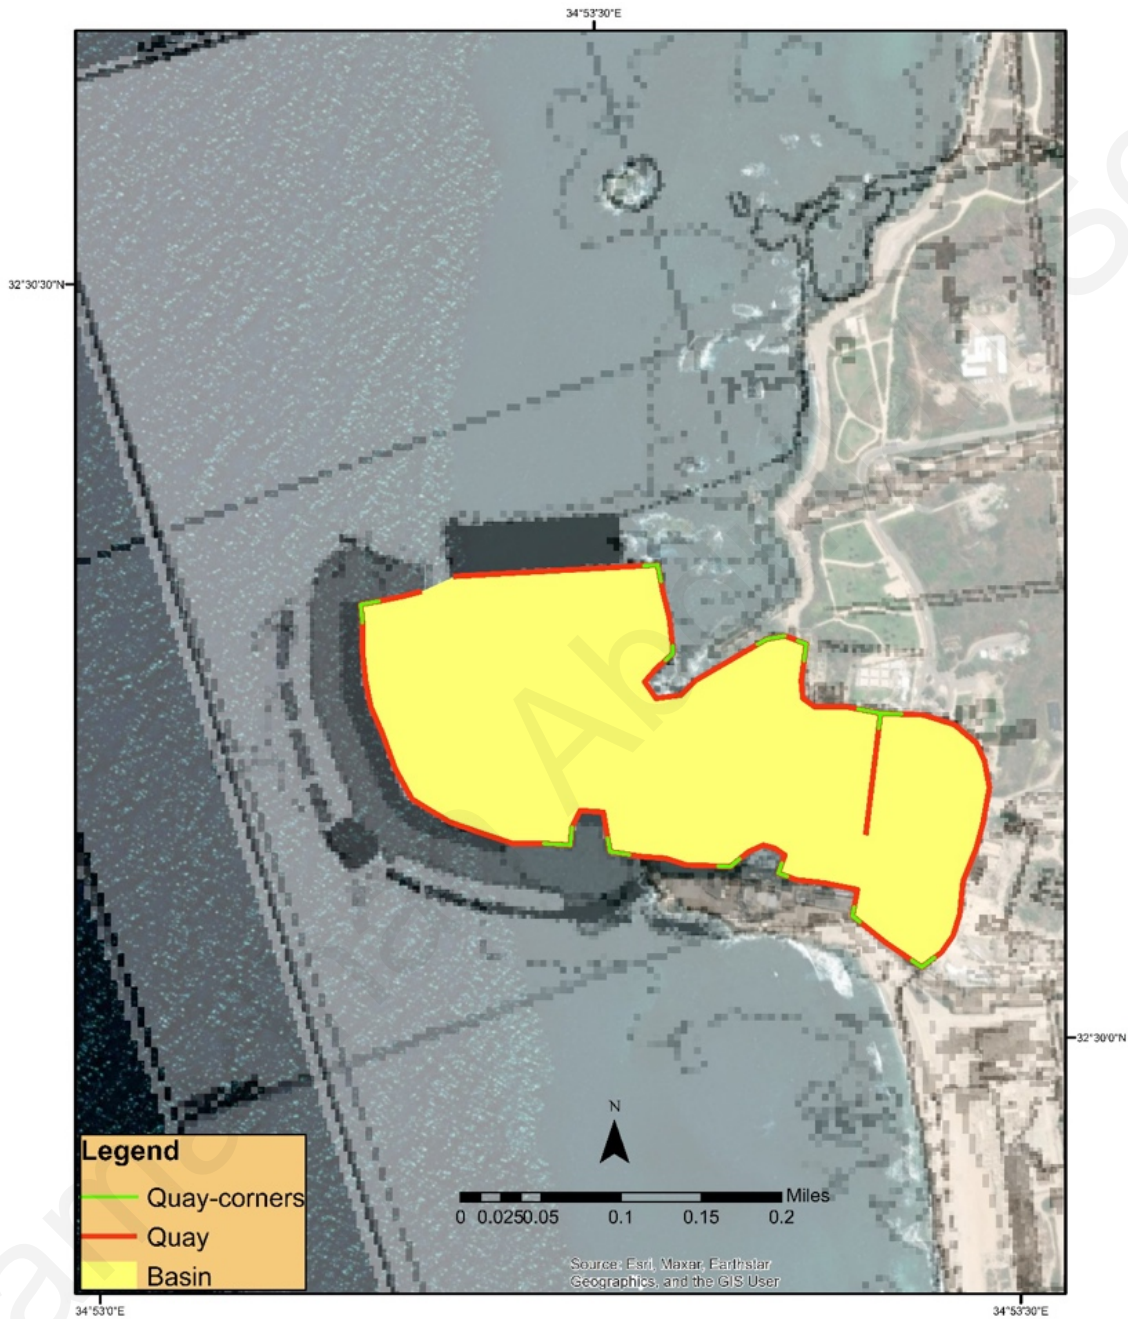 34°53'30"E
32°30'30"N
32°30'0"N
N
Miles
0 0.025 0.05 0.1 0.15 0.2
Legend
Quay-corners
Quay
Basin
Source: Esri, Maxar, Earthstar
Geographics, and the GIS User
34°53'0"E
34°53'30"E